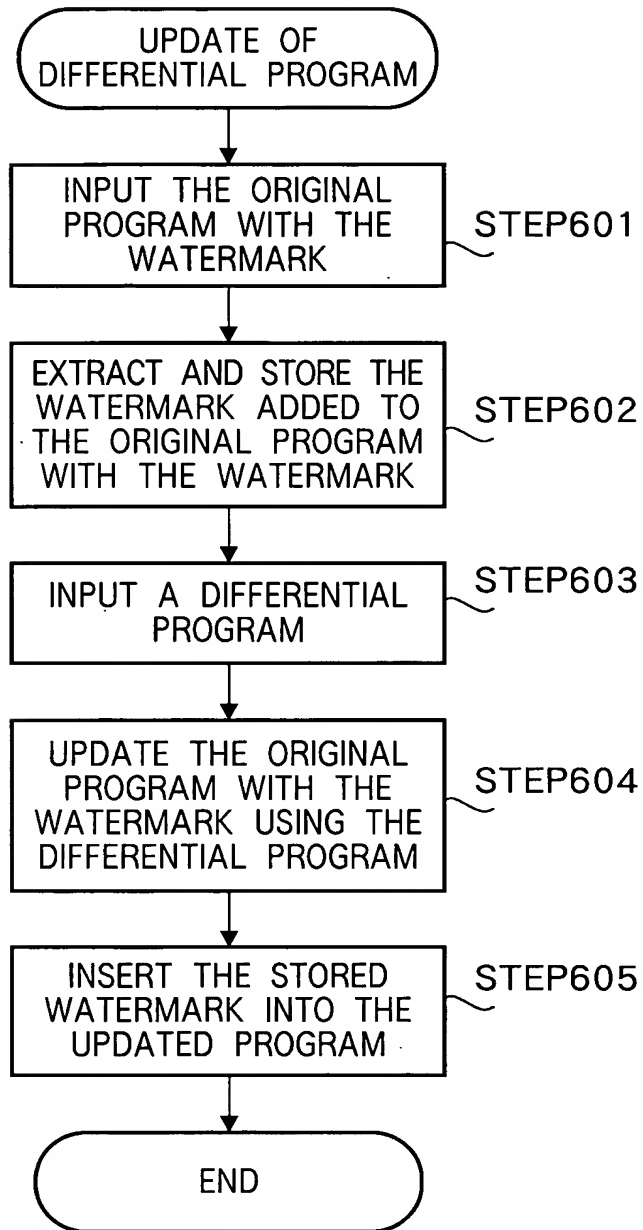 UPDATE OF
DIFFERENTIAL PROGRAM
INPUT THE ORIGINAL
PROGRAM WITH THE
WATERMARK
STEP601
EXTRACT AND STORE THE
WATERMARK ADDED TO
THE ORIGINAL PROGRAM
WITH THE WATERMARK
STEP602
INPUT A DIFFERENTIAL
PROGRAM
STEP603
UPDATE THE ORIGINAL
PROGRAM WITH THE
WATERMARK USING THE
DIFFERENTIAL PROGRAM
STEP604
INSERT THE STORED
WATERMARK INTO THE
UPDATED PROGRAM
STEP605
END